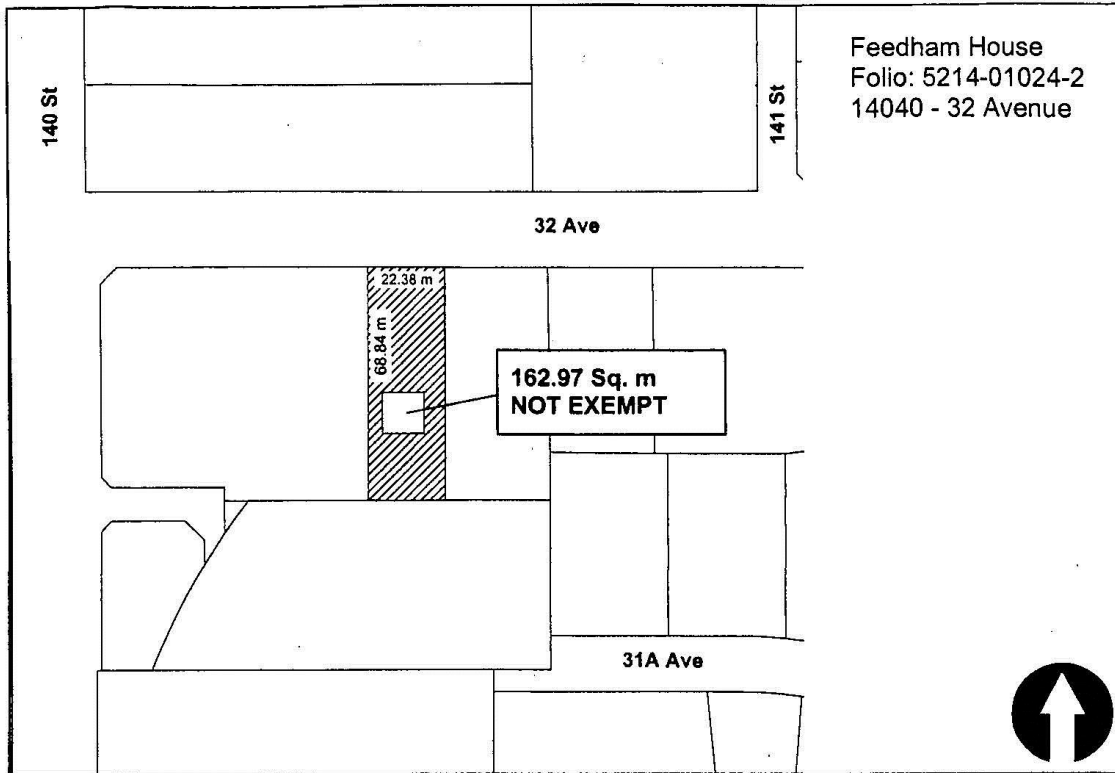 Feedham House
Folio: 5214-01024-2
14040 - 32 Avenue
140 St
141 St
32 Ave
22.38 m
68.84 m
162.97 Sq. m
NOT EXEMPT
31A Ave